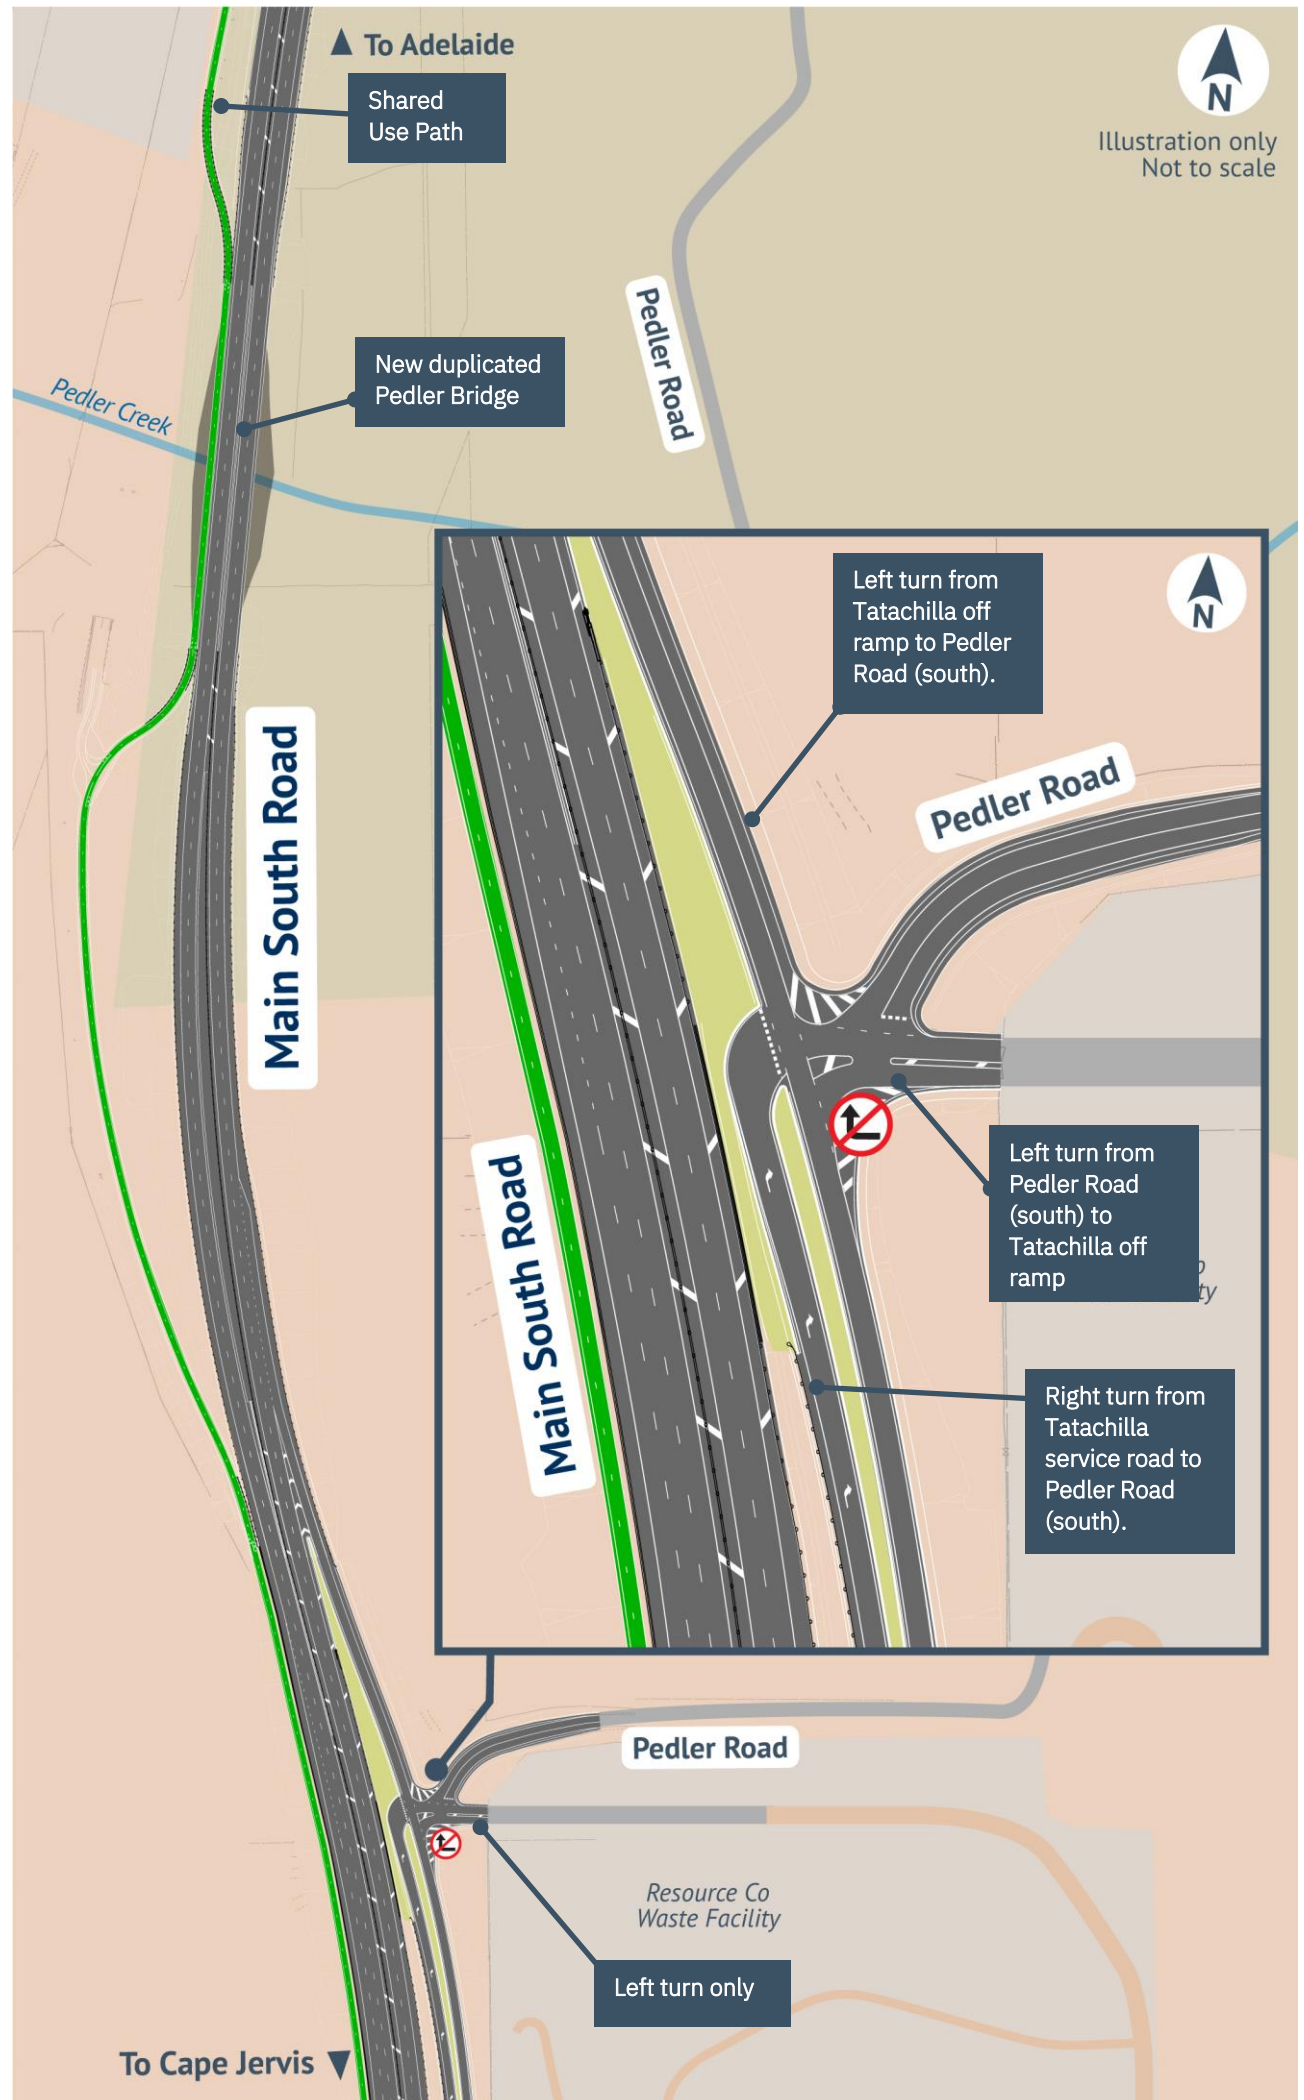 To Adelaide
N
Illustration only
Not to scale
Shared
Use Path
Pedler Road
New duplicated
Pedler Bridge
Pedler Creek
Main South Road
Left turn from
Tatachilla off
ramp to Pedler
Road (south).
N
Pedler Road
Main South Road
Left turn from
Pedler Road
(south) to
Tatachilla off
ramp
ty
Right turn from
Tatachilla
service road to
Pedler Road
(south).
Pedler Road
Resource Co
Waste Facility
Left turn only
To Cape Jervis